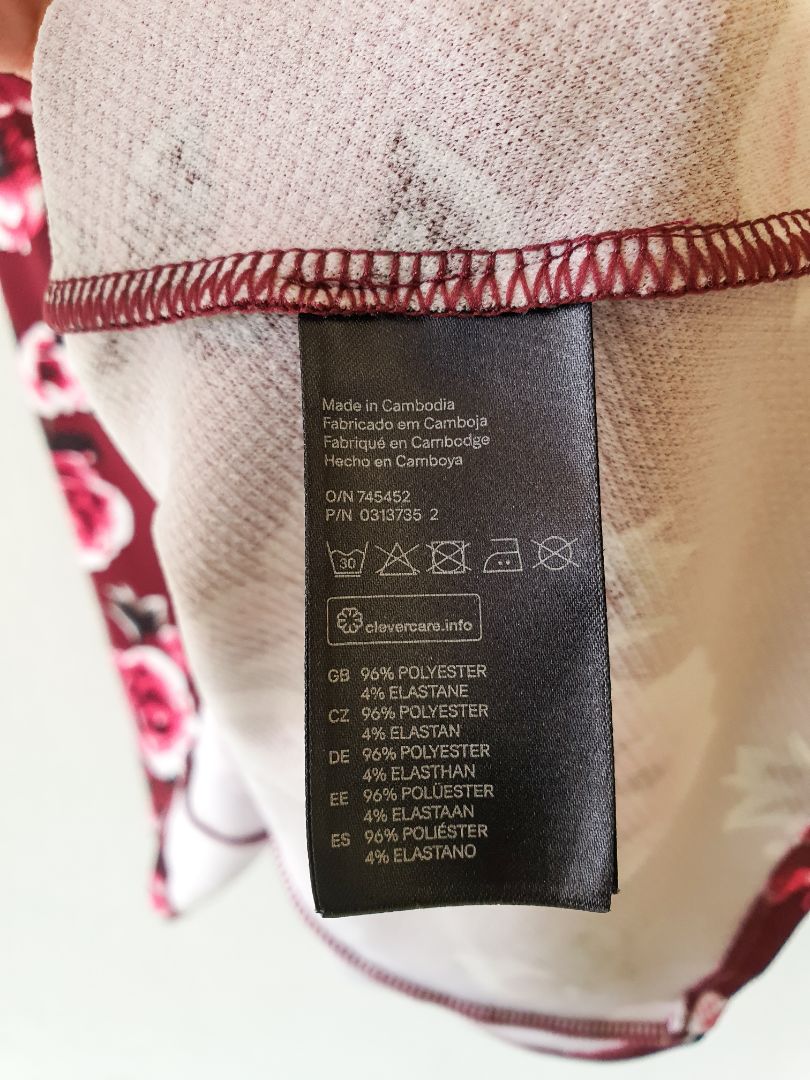 Made in Cambodia
Fabricado em Camboja
Fabriqué en Cambodge
Hecho en Camboya
O/N 745452
P/N 0313735 2
30
clevercare.info
GB 96% POLYESTER
4% ELASTANE
CZ 96% POLYESTER
4% ELASTAN
DE 96% POLYESTER
4% ELASTHAN
EE 96% POLÜESTER
4% ELASTAAN
ES 96% POLIÉSTER
4% ELASTANO